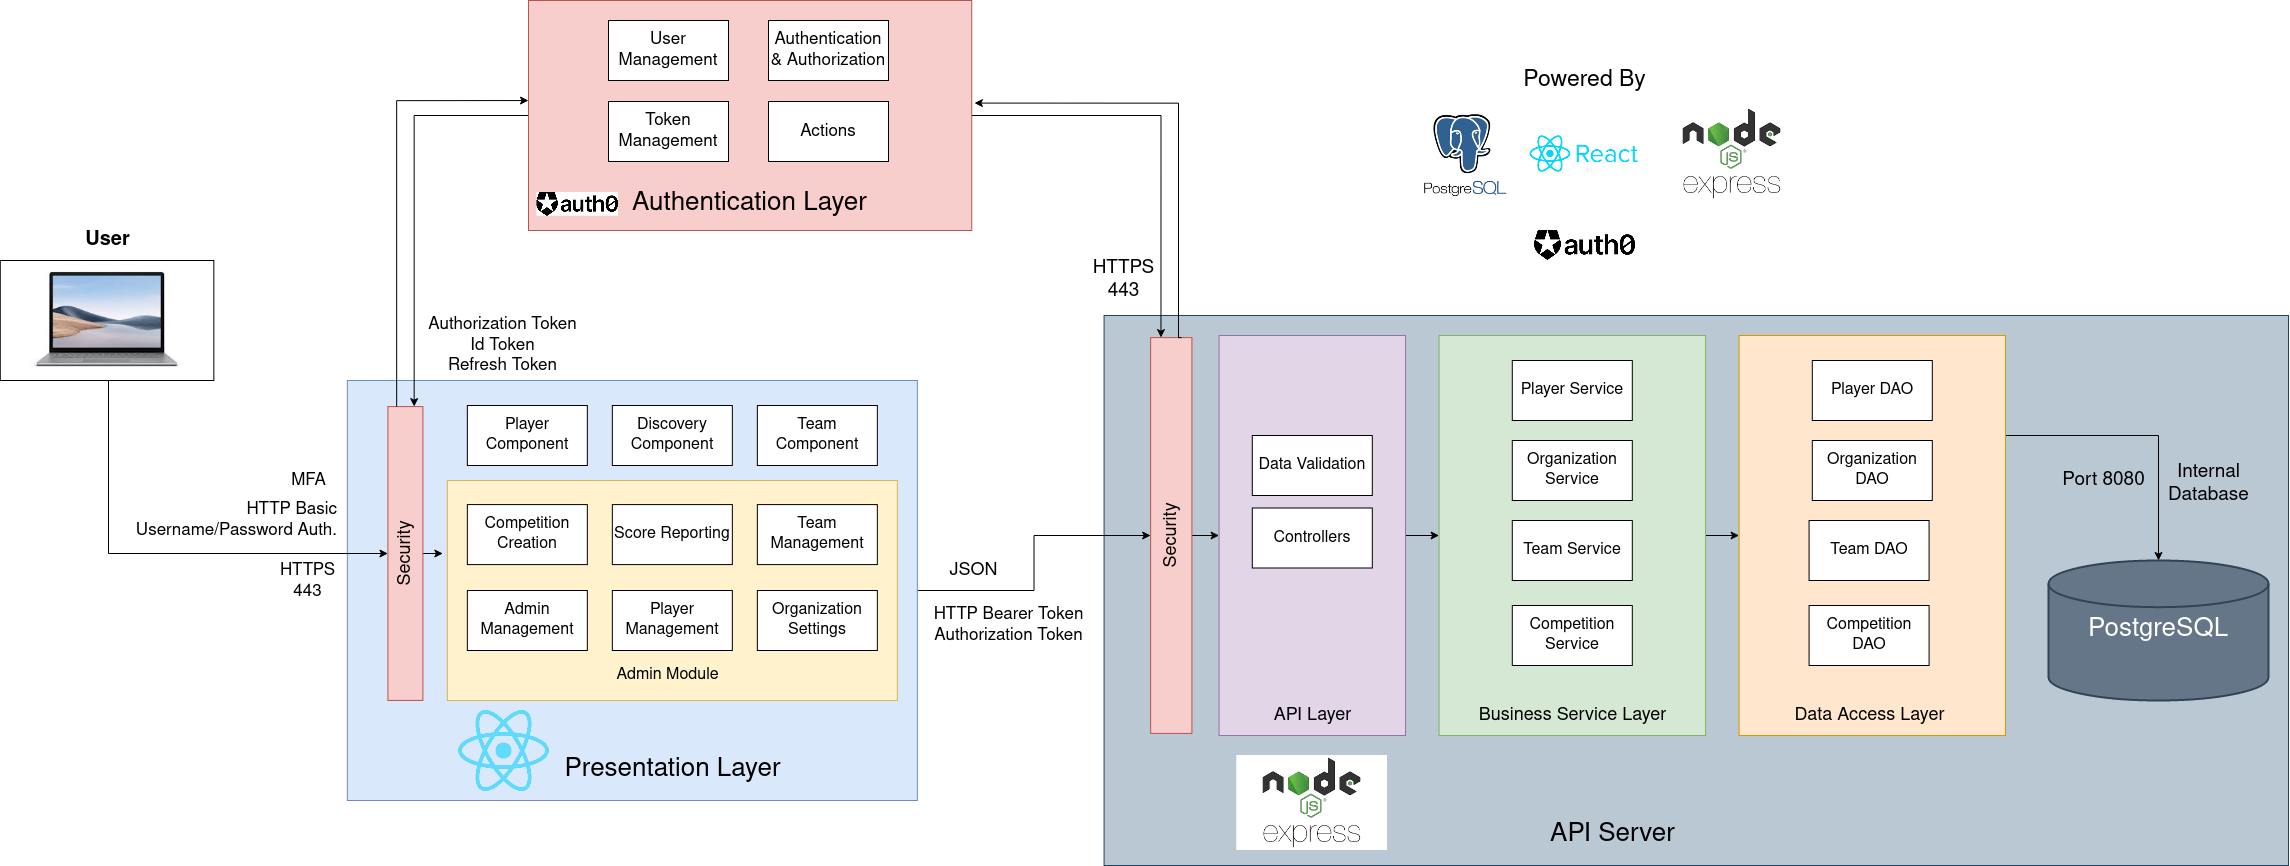 User
Management
Authentication
& Authorization
Token
Management
Actions
auth0
Authentication Layer
Powered By
PostgreSQL
React
node
JS
express
auth0
User
HTTPS
443
Authorization Token
Id Token
Refresh Token
MFA
HTTP Basic
Username/Password Auth.
HTTPS
443
Security
Player
Component
Discovery
Component
Team
Component
Competition
Creation
Score Reporting
Team
Management
Admin
Management
Player
Management
Organization
Settings
Admin Module
Presentation Layer
JSON
HTTP Bearer Token
Authorization Token
Security
Data Validation
Controllers
API Layer
Player Service
Organization
Service
Team Service
Competition
Service
Business Service Layer
Player DAO
Organization
DAO
Team DAO
Competition
DAO
Data Access Layer
Port 8080
Internal
Database
PostgreSQL
node
JS
express
API Server